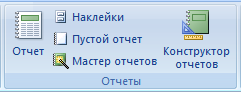 Отчет
Наклейки
Пустой отчет
Мастер отчетов
Конструктор
отчетов
Отчеты